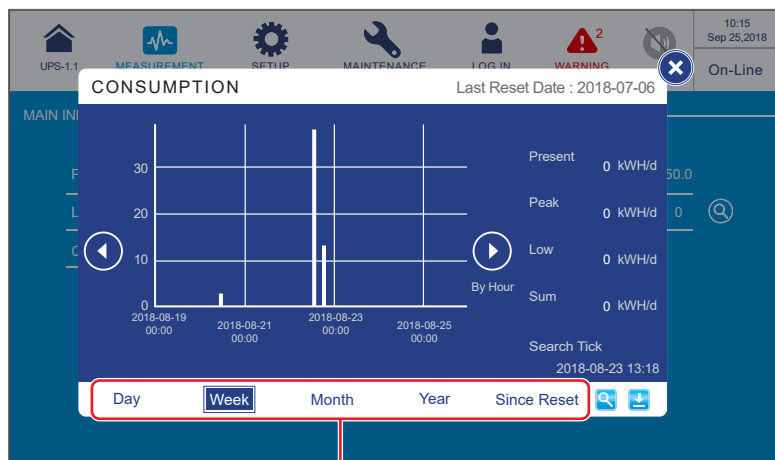 10:15
Sep 25,2018
2
UPS-1.1
MEASUREMENT
SETUP
MAINTENANCE
LOG IN
WARNING
On-Line
CONSUMPTION
Last Reset Date : 2018-07-06
MAIN IN
30
20
10
0
2018-08-19
00:00
2018-08-21
00:00
2018-08-23
00:00
2018-08-25
00:00
By Hour
Present
0 kWH/d
Peak
0 kWH/d
Low
0 kWH/d
Sum
0 kWH/d
Search Tick
2018-08-23 13:18
50.0
0
L
Day
Week
Month
Year
Since Reset